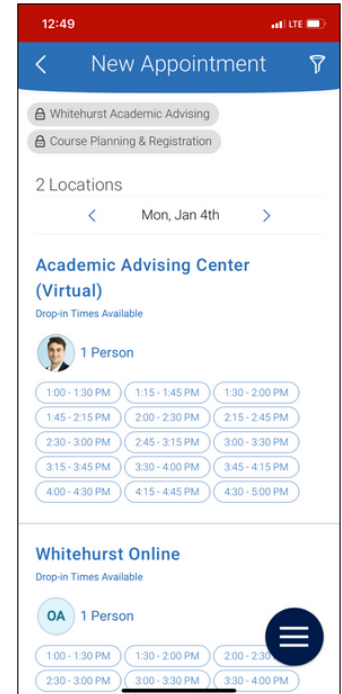 12:49 LTE
New Appointment
Whitehurst Academic Advising
Course Planning & Registration
2 Locations
Mon, Jan 4th
Academic Advising Center
(Virtual)
Drop-in Times Available
1 Person
1:00 - 1:30 PM 1:15 - 1:45 PM 1:30 - 2:00 PM
1:45 - 2:15 PM 2:00 - 2:30 PM 2:15 - 2:45 PM
2:30 - 3:00 PM 2:45 - 3:15 PM 3:00 - 3:30 PM
3:15 - 3:45 PM 3:30 - 4:00 PM 3:45 - 4:15 PM
4:00 - 4:30 PM 4:15 - 4:45 PM 4:30 - 5:00 PM
Whitehurst Online
Drop-in Times Available
OA 1 Person
1:00 - 1:30 PM 1:30 - 2:00 PM 2:00 - 2:30
2:30 - 3:00 PM 3:00 - 3:30 PM 3:30 - 4:00 PM